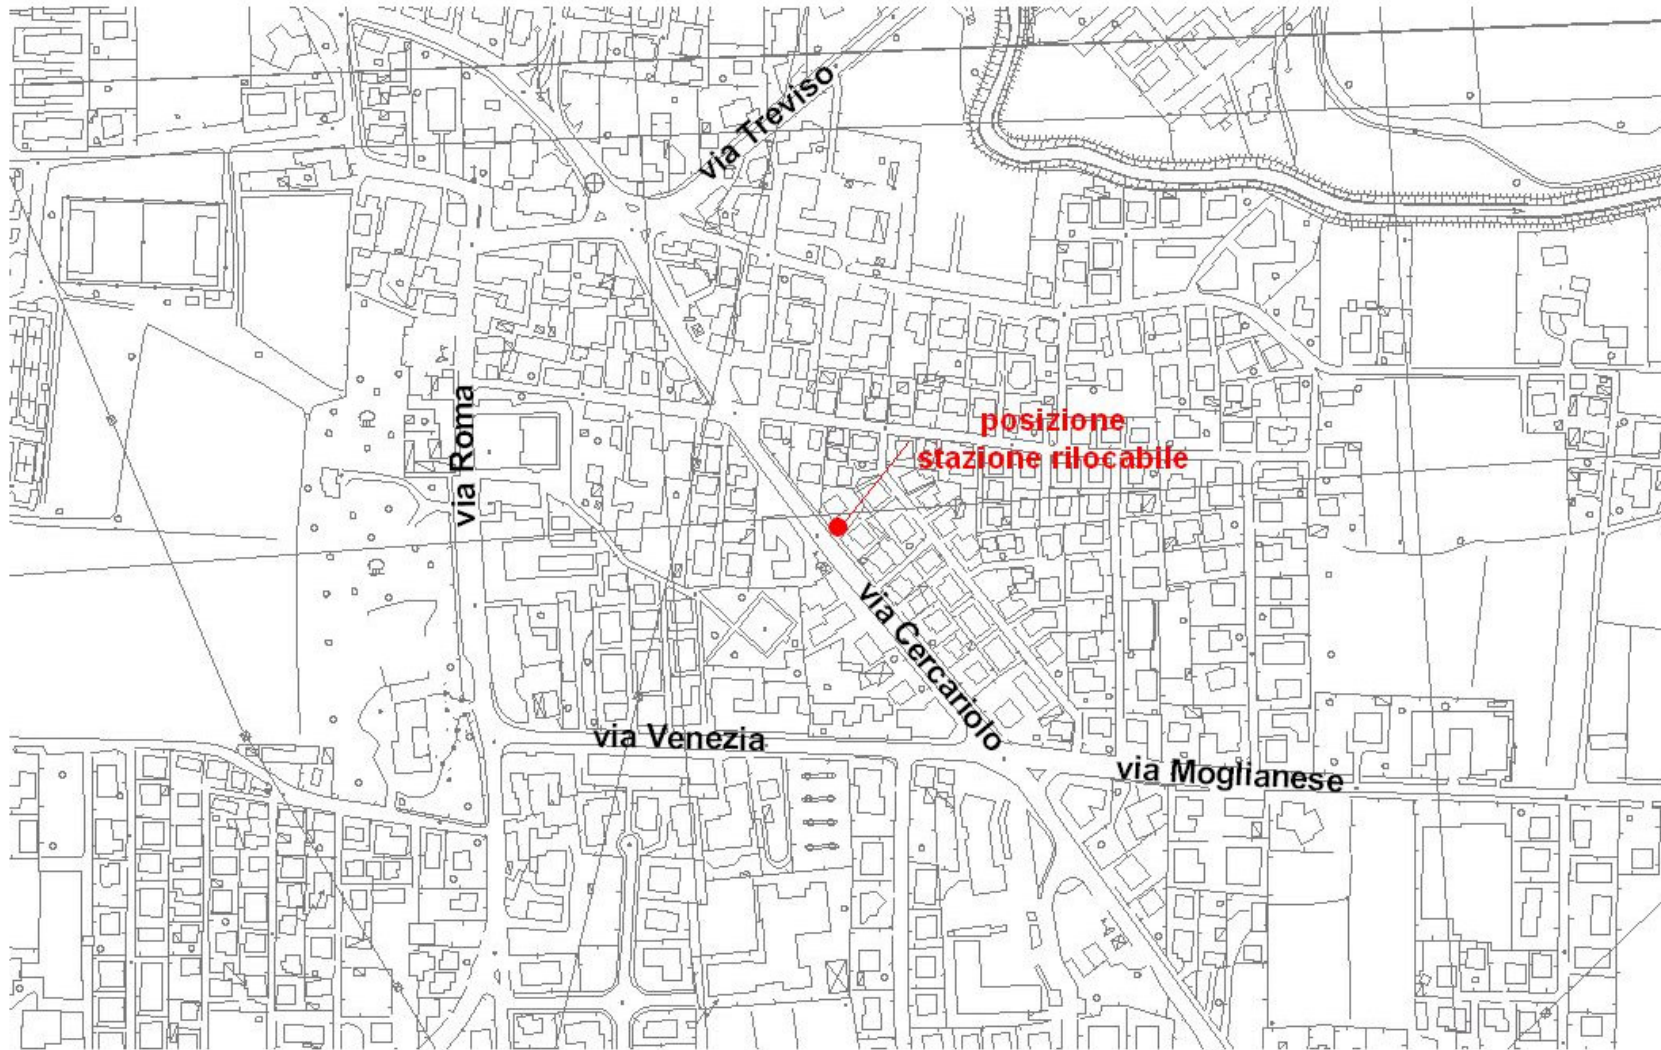 via Treviso
via Roma
posizione
stazione rilocabile
via Cercariolo
via Venezia
via Moglianese